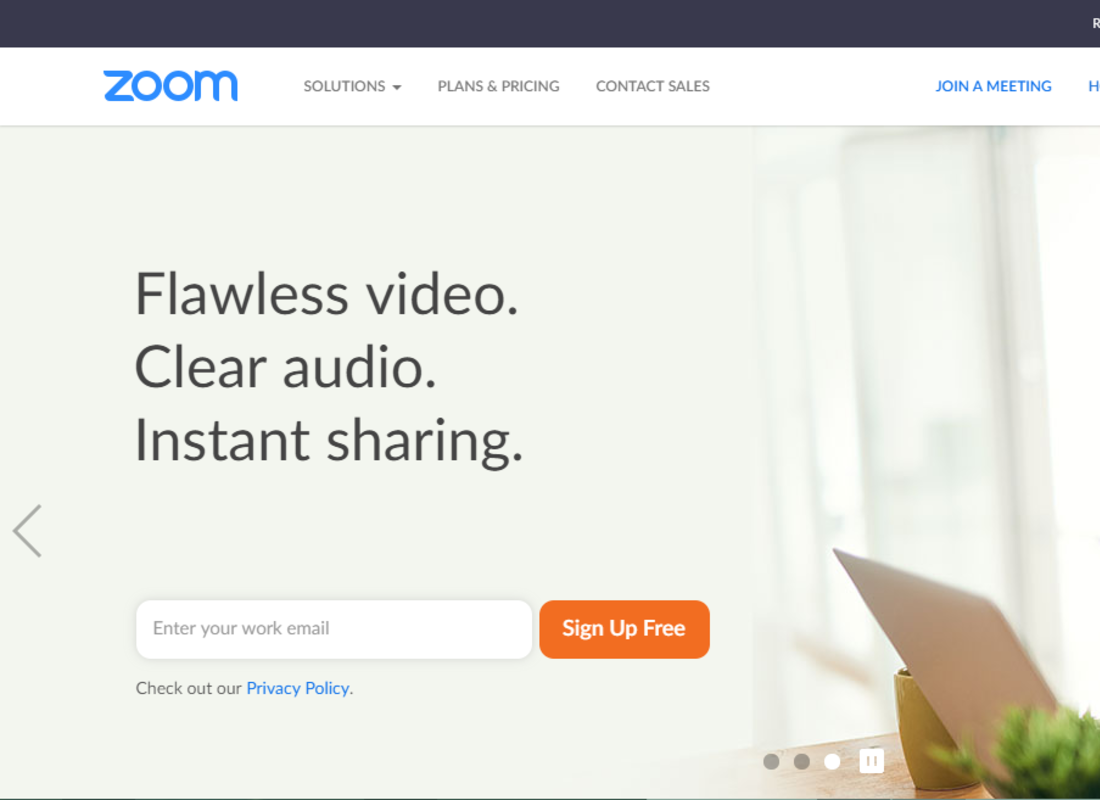 zoom
SOLUTIONS
PLANS & PRICING
CONTACT SALES
JOIN A MEETING
Flawless video.
Clear audio.
Instant sharing.
Enter your work email
Sign Up Free
Check out our Privacy Policy.